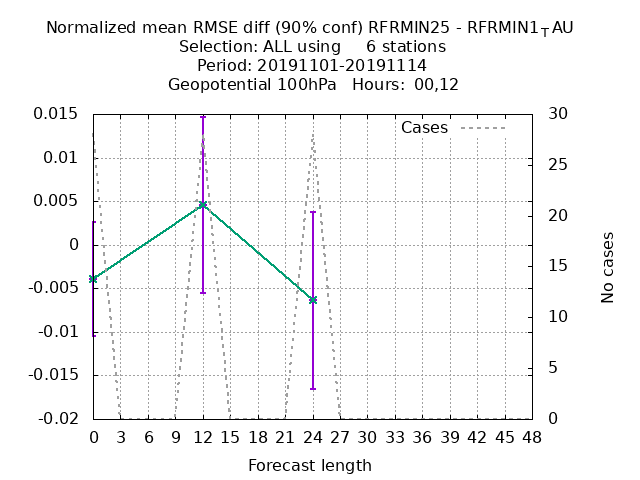 Normalized mean RMSE diff (90% conf) RFRMIN25 - RFRMIN1TAU
Selection: ALL using 6 stations
Period: 20191101-20191114
Geopotential 100hPa Hours: 00,12
0.015
0.01
0.005
0
-0.005
-0.01
-0.015
-0.02
Cases
30
25
20
15
10
5
0
No cases
0 3 6 9 12 15 18 21 24 27 30 33 36 39 42 45 48
Forecast length